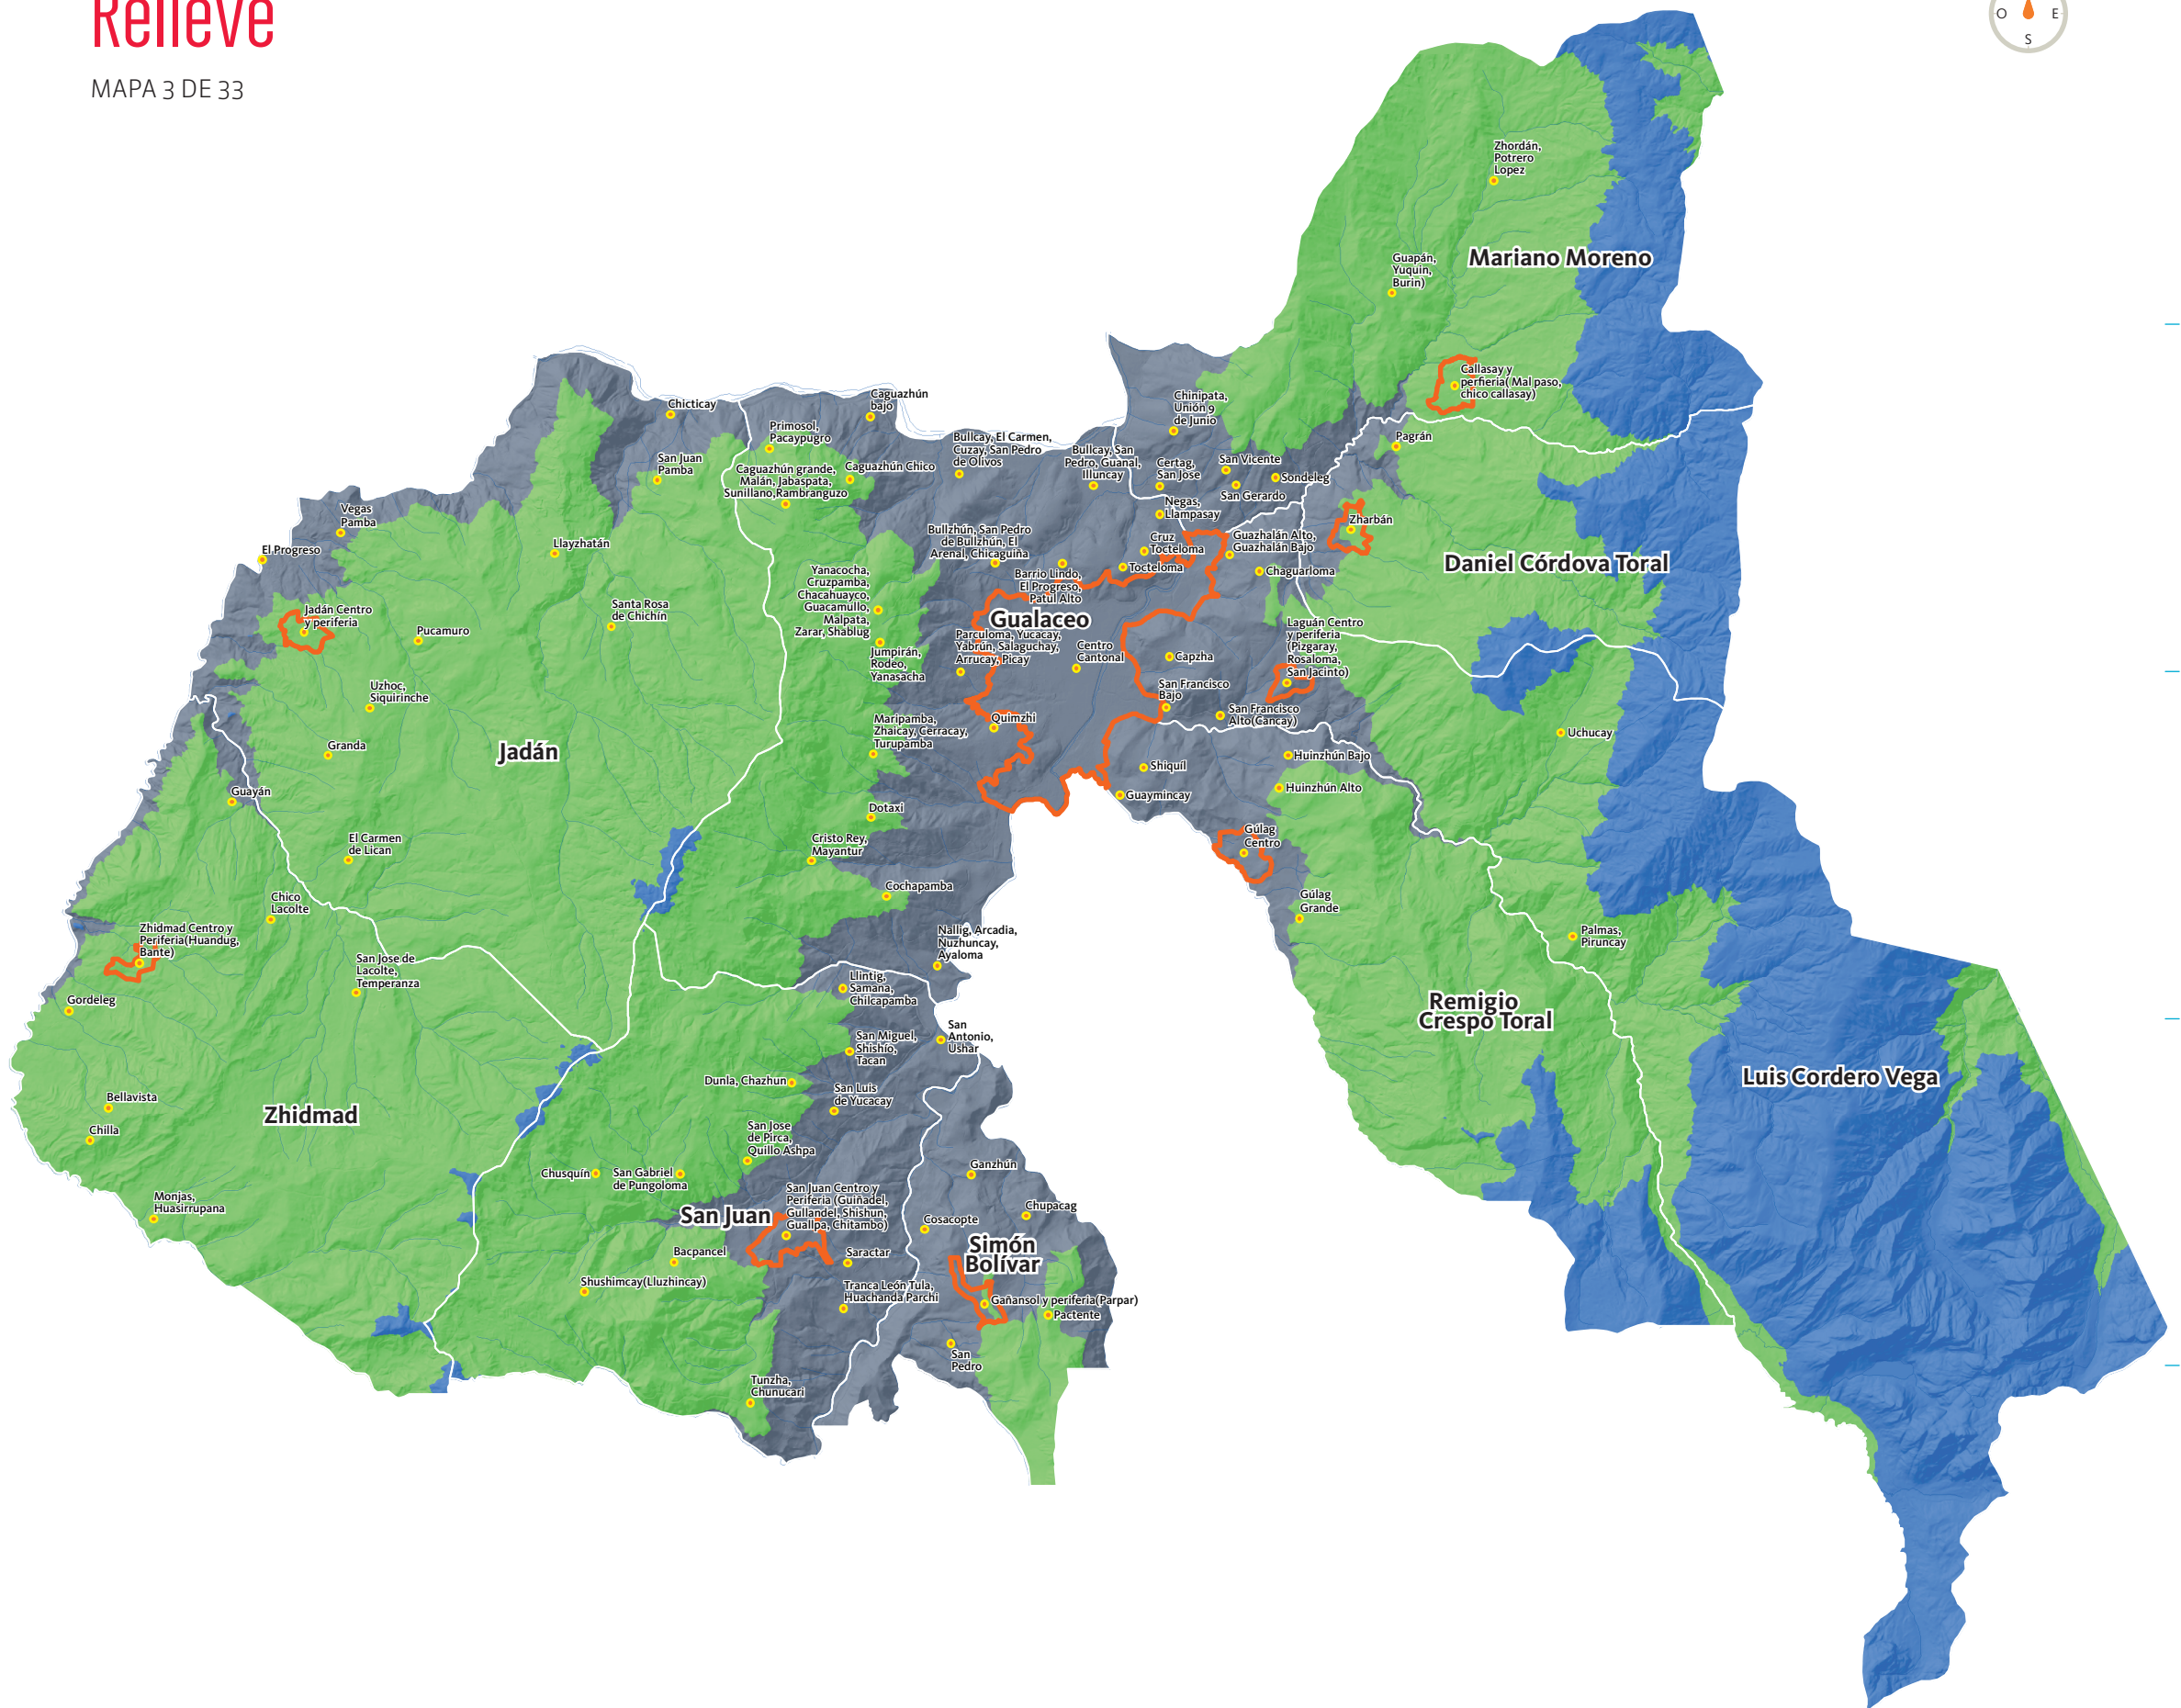 Relieve
MAPA 3 DE 33
O
E
S
Zhordán,
Potrero
Lopez
Mariano Moreno
Guapán,
Yuquin,
Burin)
Callasay y
perfieria( Mal paso,
chico callasay)
Pagrán
Chinipata,
Unión 9
de Junio
Caguazhún
bajo
Chicticay
Primosol,
Pacaypugro
Bullcay, El Carmen,
Cuzay, San Pedro
de Olivos
Bullcay, San
Pedro, Guanal,
Illuncay
Certag,
San Jose
San Vicente
Sondeleg
San Gerardo
San Juan
Pamba
Caguazhún grande,
Malán, Jabaspata,
Sunillano,Rambranguzo
Caguazhún Chico
Negas,
Llampasay
Vegas
Pamba
Zharbán
Bullzhún, San Pedro
de Bullzhún, El
Arenal, Chicaguiña
Cruz
Tocteloma
Guazhalán Alto,
Guazhalán Bajo
El Progreso
Llayzhatán
Daniel Córdova Toral
Yanacocha,
Cruzpamba,
Chacahuayco,
Guacamullo,
Malpata,
Zarar, Shablug
Barrio Lindo,
El Progreso,
Patul Alto
Tocteloma
Chaguarloma
Jadán Centro
y periferia
Santa Rosa
de Chichin
Pucamuro
Gualaceo
Laguán Centro
y periferia
(Pizgaray,
Rosaloma,
San Jacinto)
Parculoma, Yucacay,
Yabrún, Salaguchay,
Arrucay, Picay
Centro
Cantonal
Capzha
Jumpirán,
Rodeo,
Yanasacha
Uzhoc,
Siquirinche
San Francisco
Bajo
San Francisco
Alto(Cancay)
Maripamba,
Zhaicay, Cerracay,
Turupamba
Quimzhi
Uchucay
Granda
Jadán
Huinzhún Bajo
Shiquil
Huinzhún Alto
Guaymincay
Guayán
Dotaxi
El Carmen
de Lican
Cristo Rey,
Mayantur
Gúlag
Centro
Cochapamba
Chico
Lacolte
Gúlag
Grande
Zhidmad Centro y
Periferia(Huandug,
Bante)
Nallig, Arcadia,
Nuzhuncay,
Ayaloma
Palmas,
Piruncay
San Jose de
Lacolte,
Temperanza
Llintig,
Samana,
Chilcapamba
Gordeleg
Remigio
Crespo Toral
San Miguel,
Shishio,
Tacan
San
Antonio,
Ushar
Dunla, Chazhun
Luis Cordero Vega
San Luis
de Yucacay
Bellavista
Zhidmad
Chilla
San Jose
de Pirca,
Quillo Ashpa
Chusquín
San Gabriel
de Pungoloma
Ganzhún
Monjas,
Huasirrupana
San Juan Centro y
Periferia (Guiñadel,
Gullandel, Shishun,
Guallpa, Chitambo)
San Juan
Chupacag
Cosacopte
Simón
Bolívar
Bacpancel
Saractar
Shushimcay(Lluzhincay)
Tranca León Tula,
Huachanda Parchi
Gañansol y periferia(Parpar)
Pactente
San
Pedro
Tunzha,
Chunucari